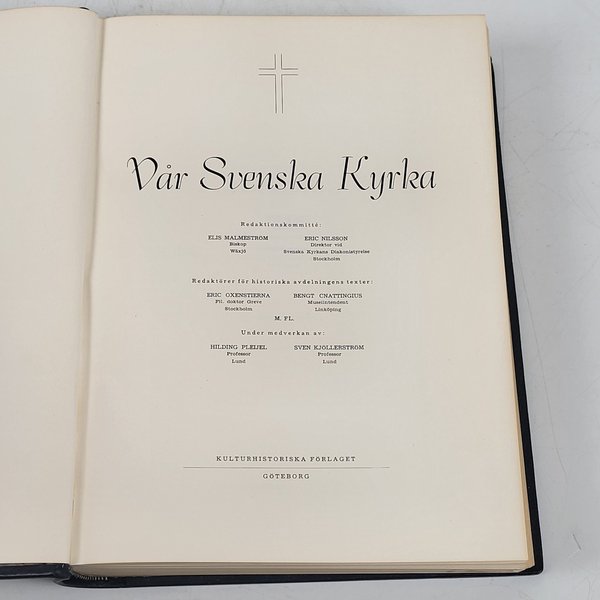 Vår Svenska Kyrka
Redaktionskommitté:
ELIS MALMESTROM ERIC NILSSON
Biskop Direktor vid
Wäxjö Svenska Kyrkans Diakonistyrelse
Stockholm
Redaktörer för historiska avdelningens texter:
ERIC OXENSTIERNA BENGT CNATTINGIUS
Fil. doktor Greve Museiintendent
Stockholm Linköping
M. FL.
Under medverkan av:
HILDING PLEIJEL SVEN KJOLLERSTROM
Professor Professor
Lund Lund
KULTURHISTORISKA FÖRLAGET
GÖTEBORG